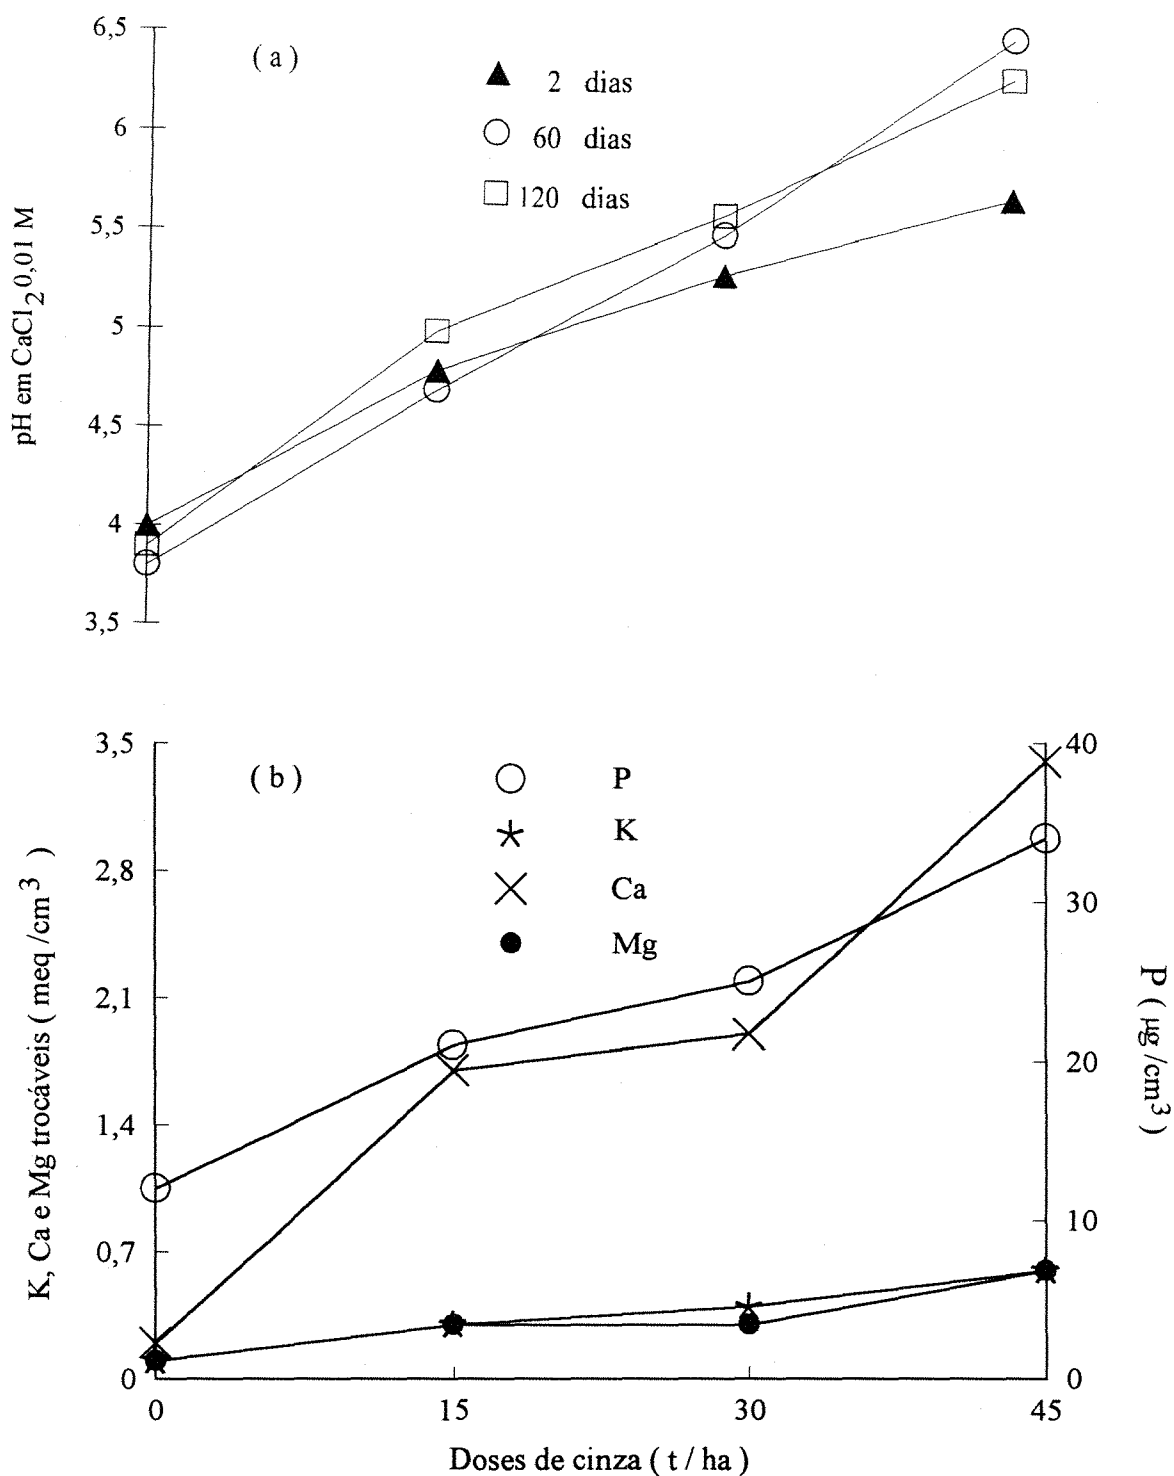 6,5
( a )
2 dias
6
60 dias
120 dias
5,5
pH em CaCl2 0,01 M
5
4,5
4
3,5
3,5
40
( b )
P
K
2,8
Ca
30
Mg
K, Ca e Mg trocáveis ( meq /cm3 )
2,1
P ( μg /cm3 )
20
1,4
10
0,7
0
0
0
15
30
45
Doses de cinza ( t / ha )